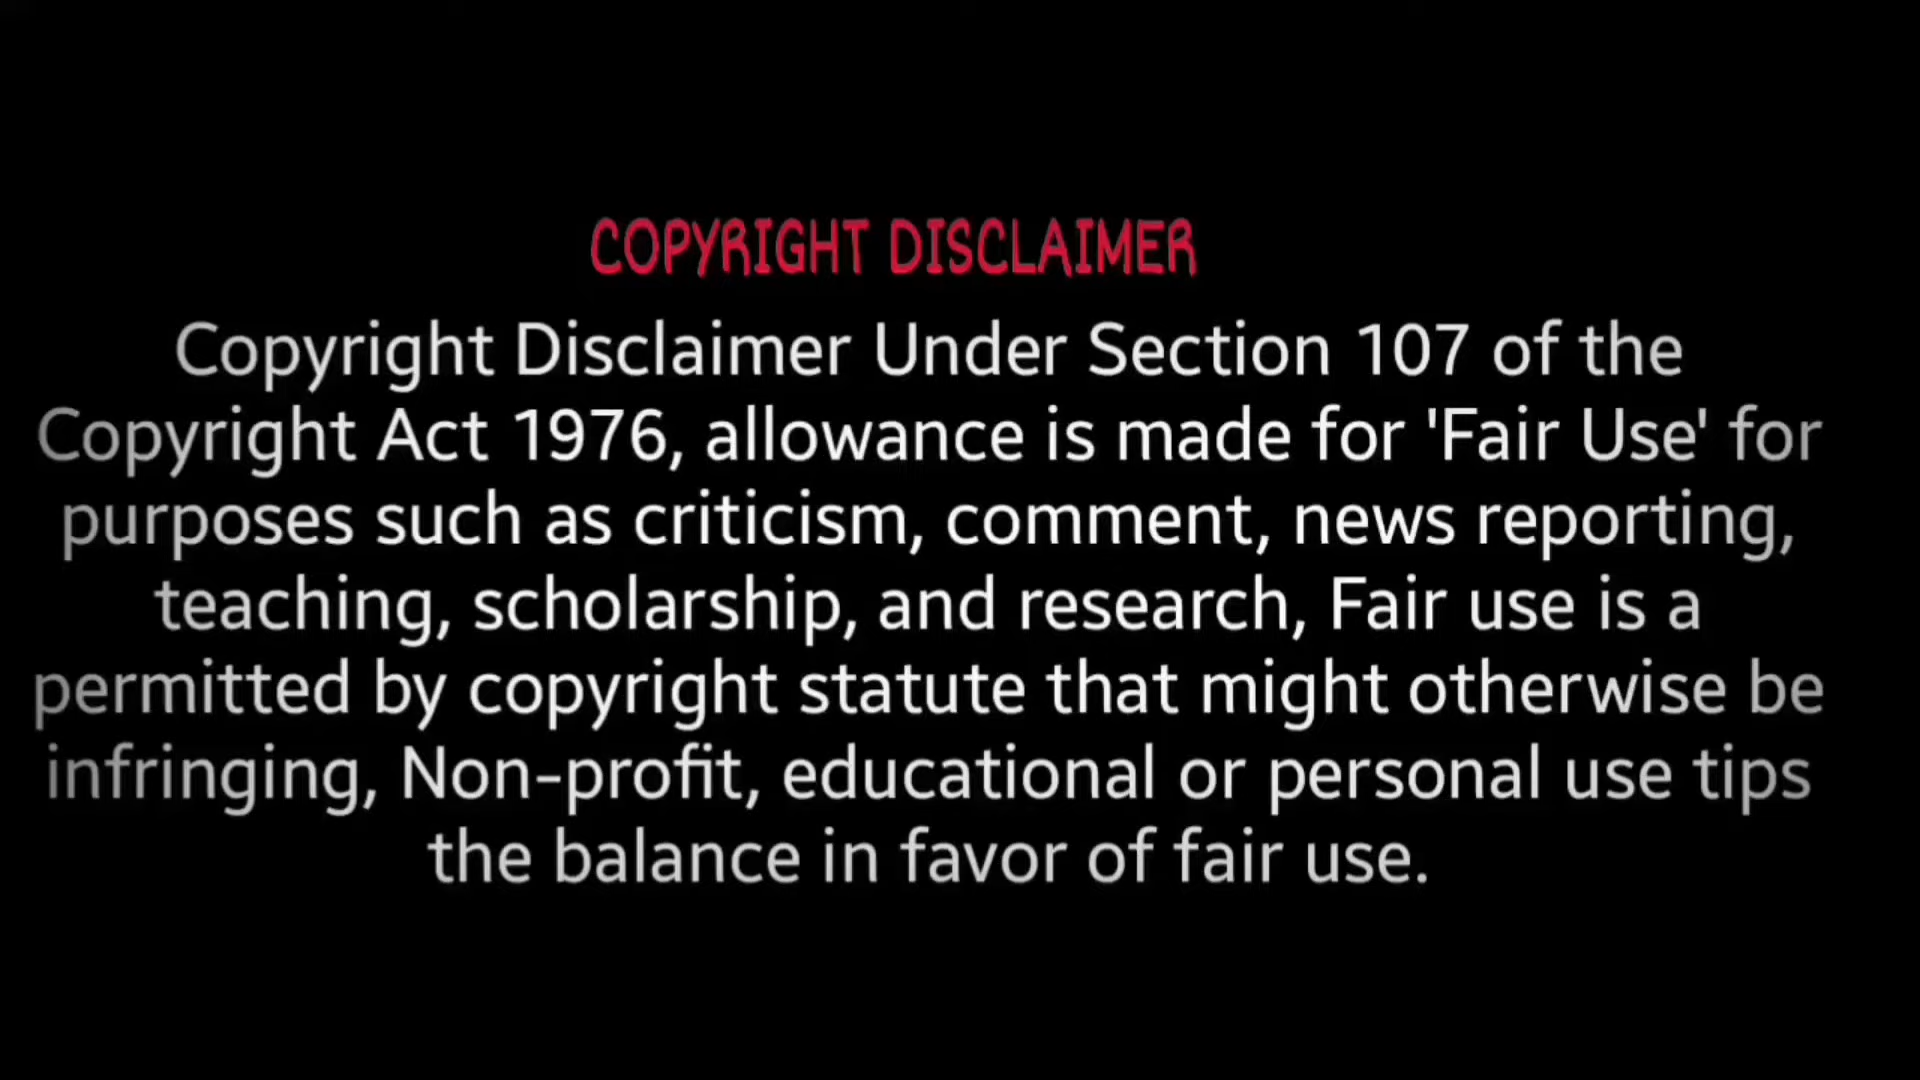 COPYRIGHT DISCLAIMER
Copyright Disclaimer Under Section 107 of the
Copyright Act 1976, allowance is made for 'Fair Use' for
purposes such as criticism, comment, news reporting,
teaching, scholarship, and research, Fair use is a
permitted by copyright statute that might otherwise be
infringing, Non-profit, educational or personal use tips
the balance in favor of fair use.